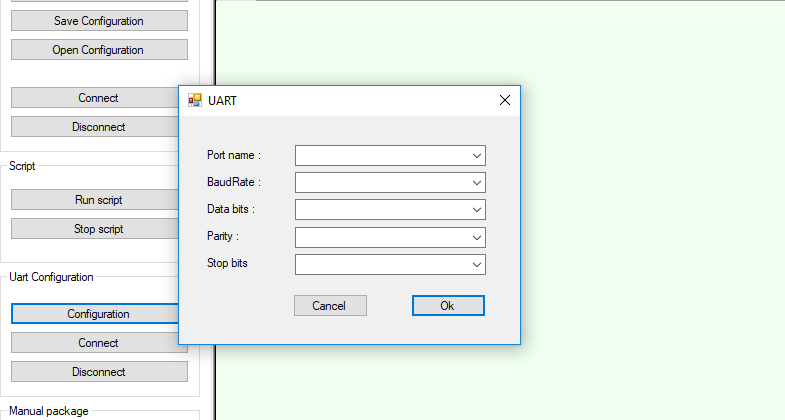 Save Configuration
Open Configuration
Connect
Disconnect
Script
Run script
Stop script
Uart Configuration
Configuration
Connect
Disconnect
Manual package
UART
Port name :
BaudRate :
Data bits :
Parity :
Stop bits
Cancel
Ok